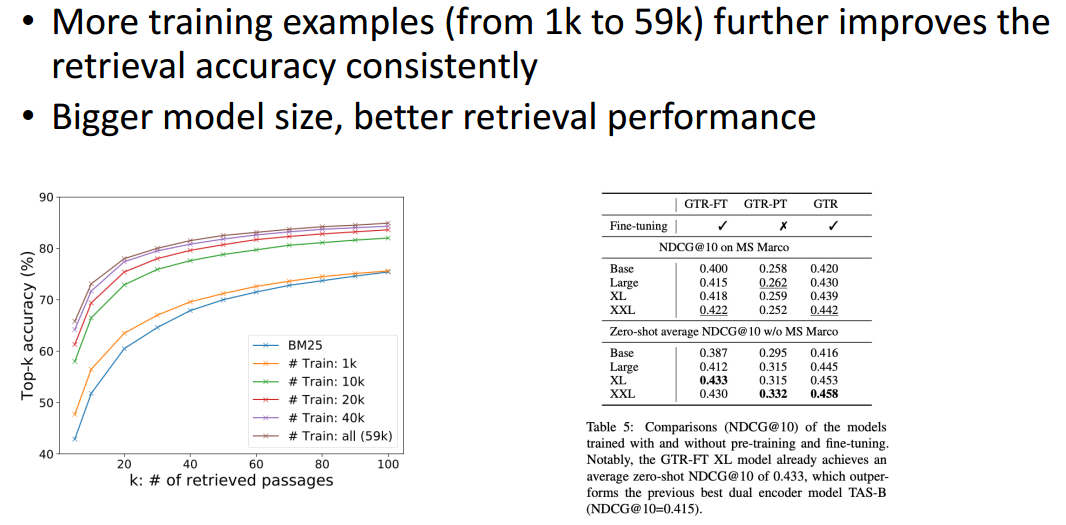 • More training examples (from 1k to 59k) further improves the
retrieval accuracy consistently
• Bigger model size, better retrieval performance
90
80
70
60
50
40
Top-k accuracy (%)
BM25
# Train: 1k
# Train: 10k
# Train: 20k
# Train: 40k
# Train: all (59k)
20 40 60 80 100
k: # of retrieved passages
GTR-FT GTR-PT GTR
Fine-tuning ✓ ✗ ✓
NDCG@10 on MS Marco
Base 0.400 0.258 0.420
Large 0.415 0.262 0.430
XL 0.418 0.259 0.439
XXL 0.422 0.252 0.442
Zero-shot average NDCG@10 w/o MS Marco
Base 0.387 0.295 0.416
Large 0.412 0.315 0.445
XL 0.433 0.315 0.453
XXL 0.430 0.332 0.458
Table 5: Comparisons (NDCG@10) of the models
trained with and without pre-training and fine-tuning.
Notably, the GTR-FT XL model already achieves an
average zero-shot NDCG@10 of 0.433, which outper-
forms the previous best dual encoder model TAS-B
(NDCG@10=0.415).